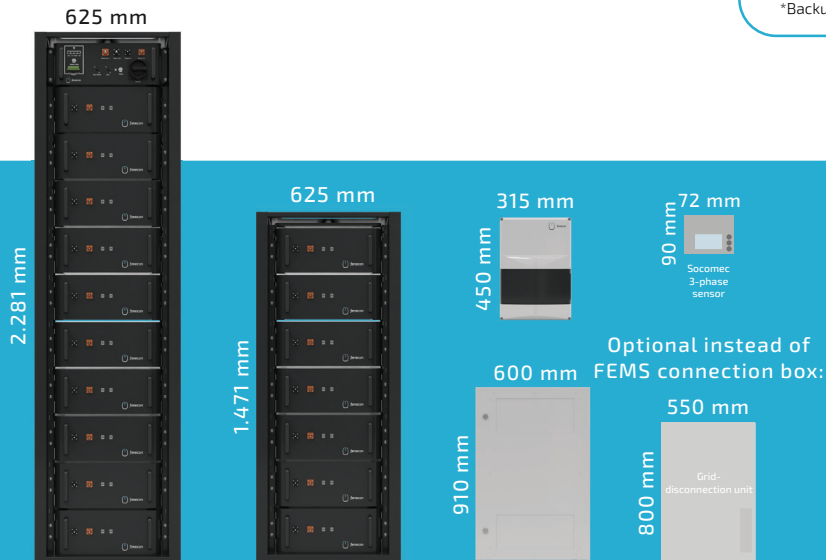 *Backu
625 mm
2.281 mm
625 mm
1.471 mm
315 mm
450 mm
72 mm
90 mm
Socomec
3-phase
sensor
600 mm
910 mm
Optional instead of
FEMS connection box:
550 mm
800 mm
Grid-
disconnection unit